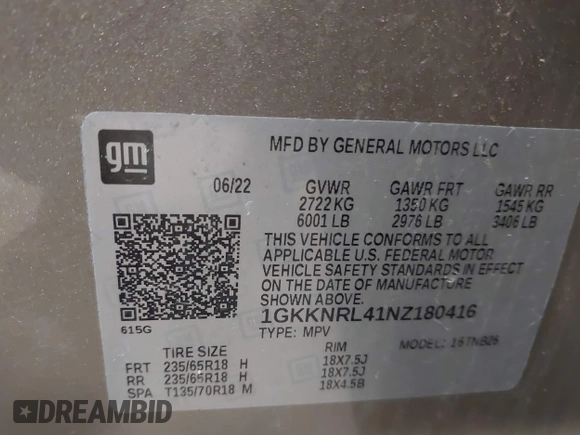 gm
MFD BY GENERAL MOTORS LLC
06/22 GVWR GAWR FRT GAWR RR
2722 KG 1350 KG 1545 KG
6001 LB 2976 LB 3406 LB
THIS VEHICLE CONFORMS TO ALL
APPLICABLE U.S. FEDERAL MOTOR
VEHICLE SAFETY STANDARDS IN EFFECT
ON THE DATE OF MANUFACTURE
SHOWN ABOVE.
1GKKNRL41NZ180416
615G
TYPE: MPV MODEL: 1STNB26
TIRE SIZE RIM
FRT 235/65R18 H 18X7.5J
RR 235/65R18 H 18X7.5J
SPA T135/70R18 M 18X4.5B
DREAMBID